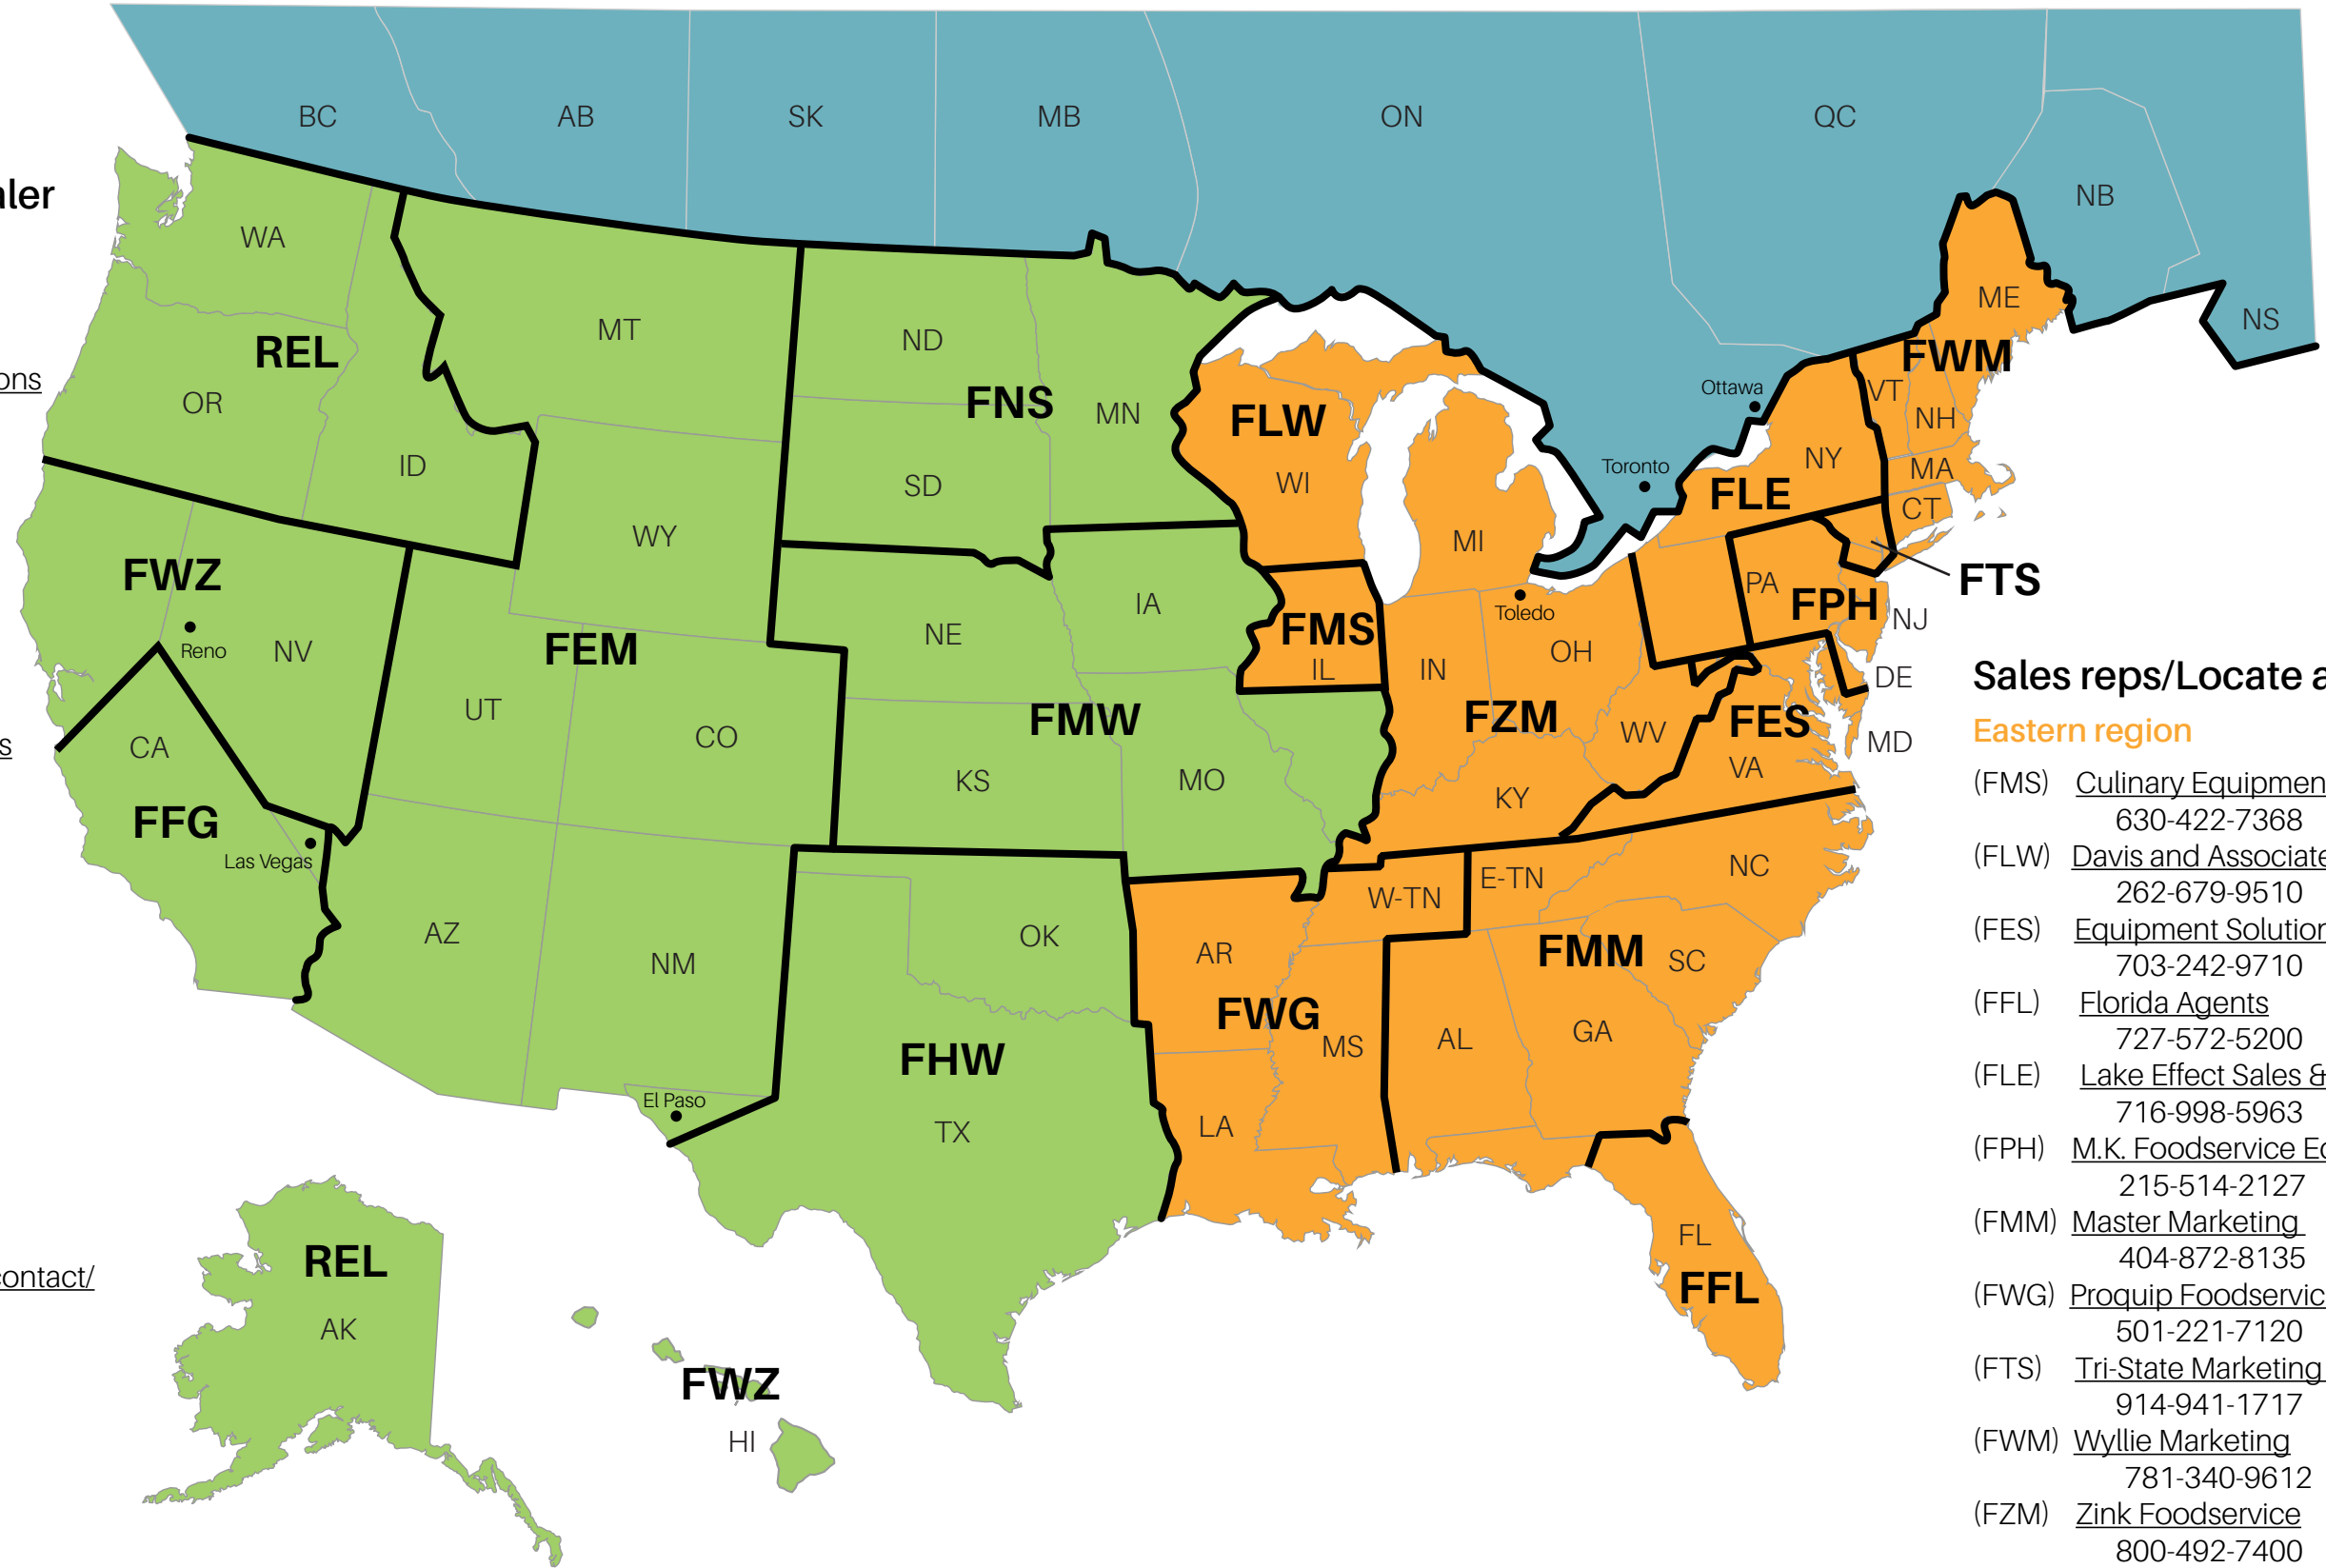 BC
AB
SK
MB
ON
QC
NB
NS
aler
ons
s
contact/
WA
OR
REL
ID
MT
WY
ND
FNS
MN
SD
FLW
WI
MI
Ottawa
Toronto
NY
FLE
ME
FWM
VT
NH
MA
CT
FTS
PA
FPH
NJ
DE
MD
FWZ
Reno
NV
CA
FFG
Las Vegas
FEM
UT
CO
AZ
NM
El Paso
NE
IA
FMW
KS
MO
FMS
IL
IN
Toledo
OH
FZM
WV
KY
FES
VA
OK
FHW
TX
AR
FWG
MS
LA
W-TN
E-TN
NC
FMM
SC
AL
GA
FL
FFL
REL
AK
FWZ
HI
Sales reps/Locate a
Eastern region
(FMS) Culinary Equipmen
630-422-7368
(FLW) Davis and Associate
262-679-9510
(FES) Equipment Solution
703-242-9710
(FFL) Florida Agents
727-572-5200
(FLE) Lake Effect Sales &
716-998-5963
(FPH) M.K. Foodservice Eq
215-514-2127
(FMM) Master Marketing
404-872-8135
(FWG) Proquip Foodservic
501-221-7120
(FTS) Tri-State Marketing
914-941-1717
(FWM) Wyllie Marketing
781-340-9612
(FZM) Zink Foodservice
800-492-7400